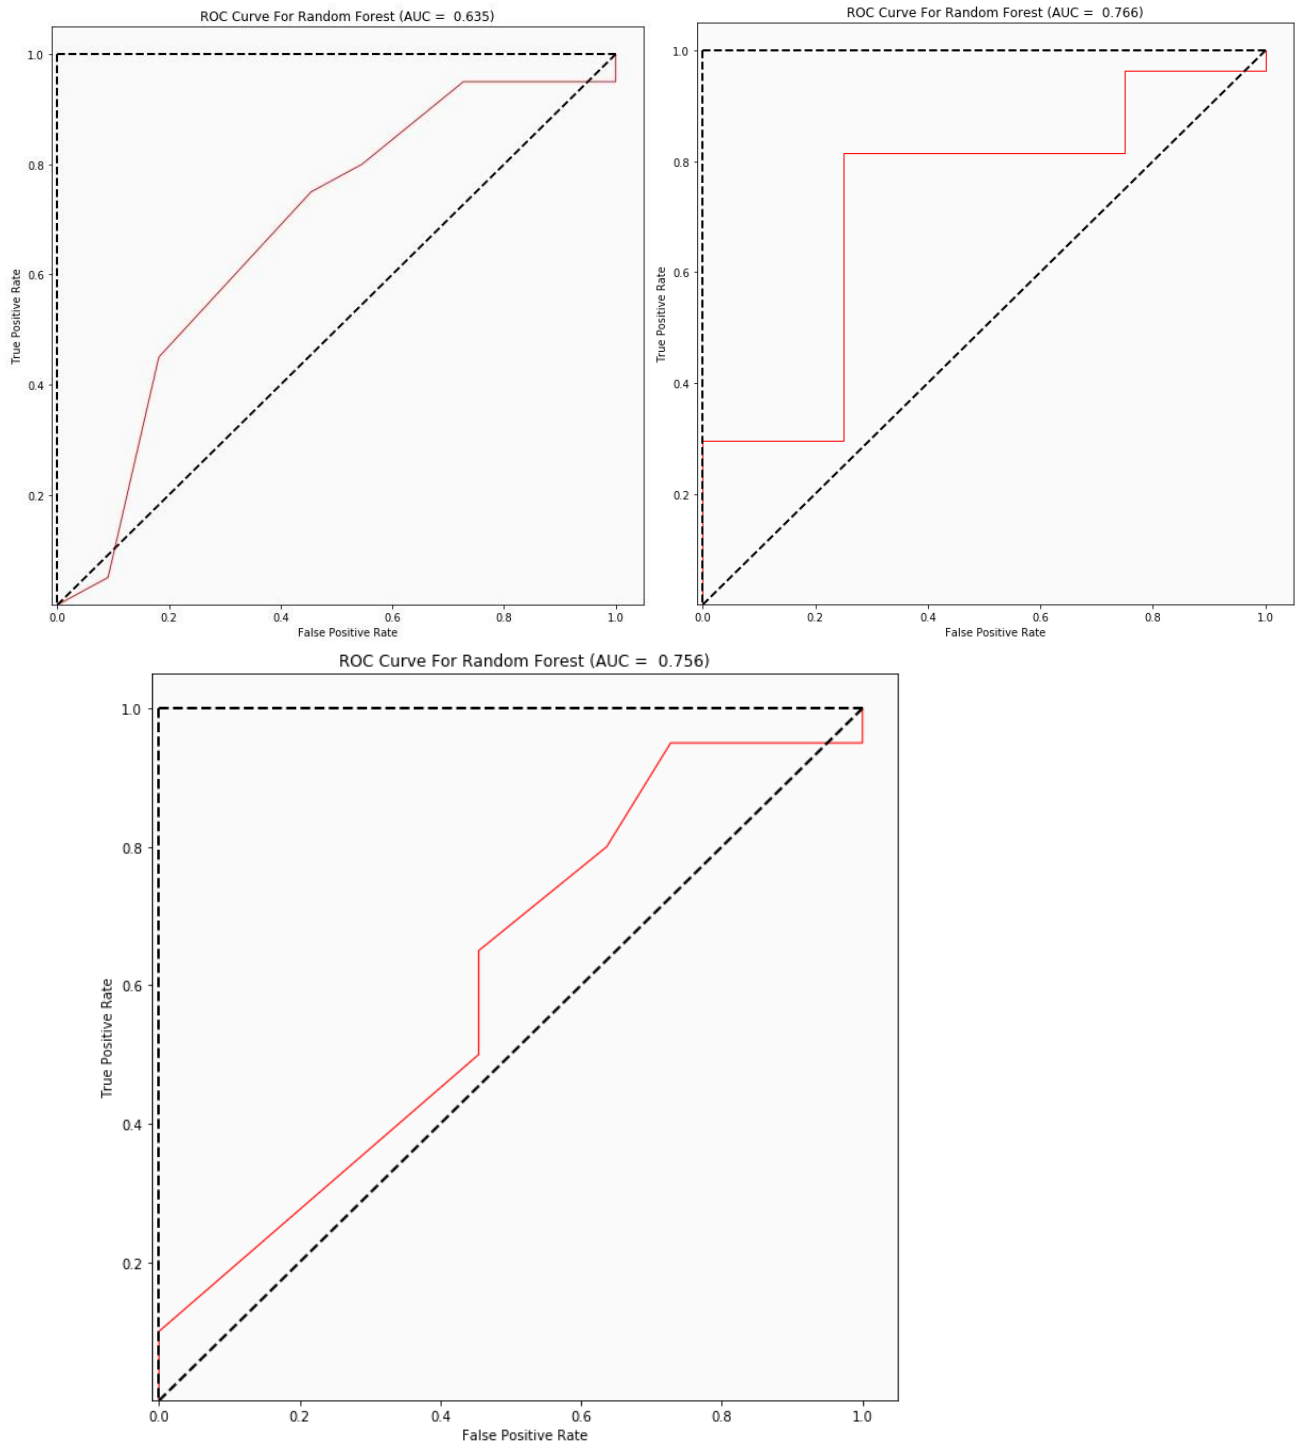 ROC Curve For Random Forest (AUC =  0.635)
1.0
0.8
0.6
0.4
0.2
True Positive Rate
0.0 0.2 0.4 0.6 0.8 1.0
False Positive Rate
ROC Curve For Random Forest (AUC =  0.766)
1.0
0.8
0.6
0.4
0.2
True Positive Rate
0.0 0.2 0.4 0.6 0.8 1.0
False Positive Rate
ROC Curve For Random Forest (AUC =  0.756)
1.0
0.8
0.6
0.4
0.2
True Positive Rate
0.0 0.2 0.4 0.6 0.8 1.0
False Positive Rate